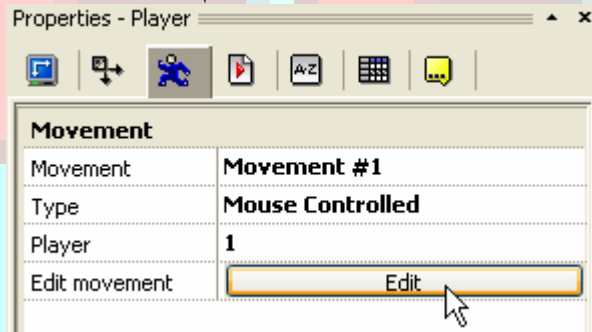 Properties - Player
A-Z
Movement
Movement Movement #1
Type Mouse Controlled
Player 1
Edit movement Edit